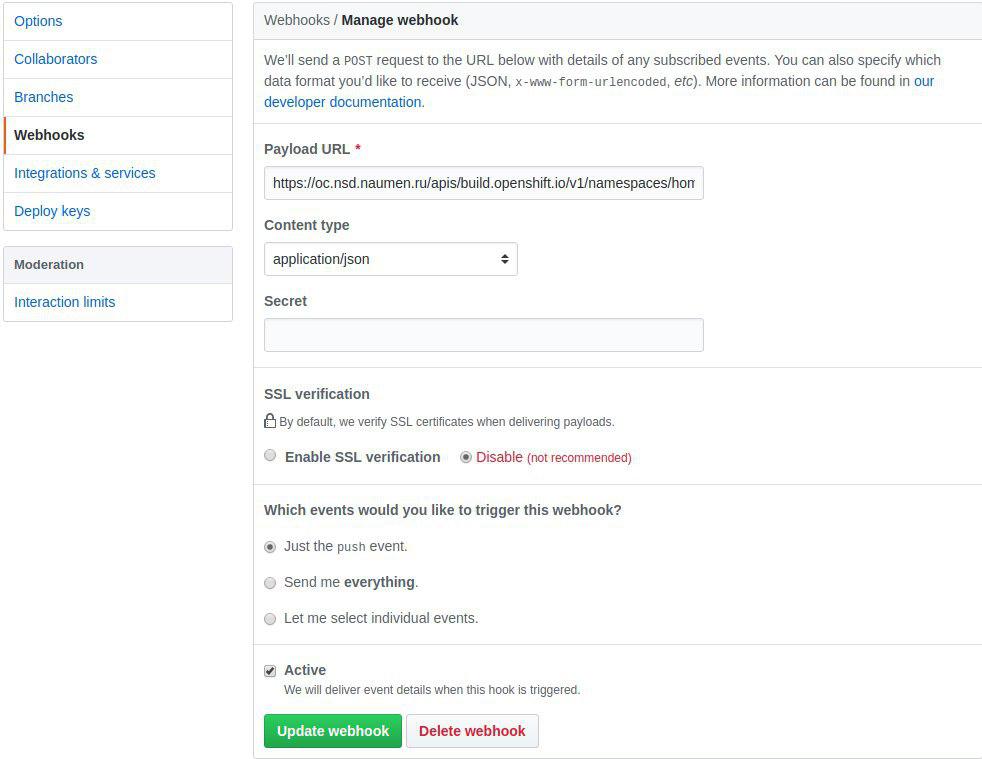 Options
Collaborators
Branches
Webhooks
Integrations & services
Deploy keys
Moderation
Interaction limits
Webhooks / Manage webhook
We'll send a POST request to the URL below with details of any subscribed events. You can also specify which
data format you'd like to receive (JSON, x-www-form-urlencoded, etc). More information can be found in our
developer documentation.
Payload URL *
https://oc.nsd.naumen.ru/apis/build.openshift.io/v1/namespaces/hom
Content type
application/json
Secret
SSL verification
By default, we verify SSL certificates when delivering payloads.
Enable SSL verification Disable (not recommended)
Which events would you like to trigger this webhook?
Just the push event.
Send me everything.
Let me select individual events.
Active
We will deliver event details when this hook is triggered.
Update webhook Delete webhook